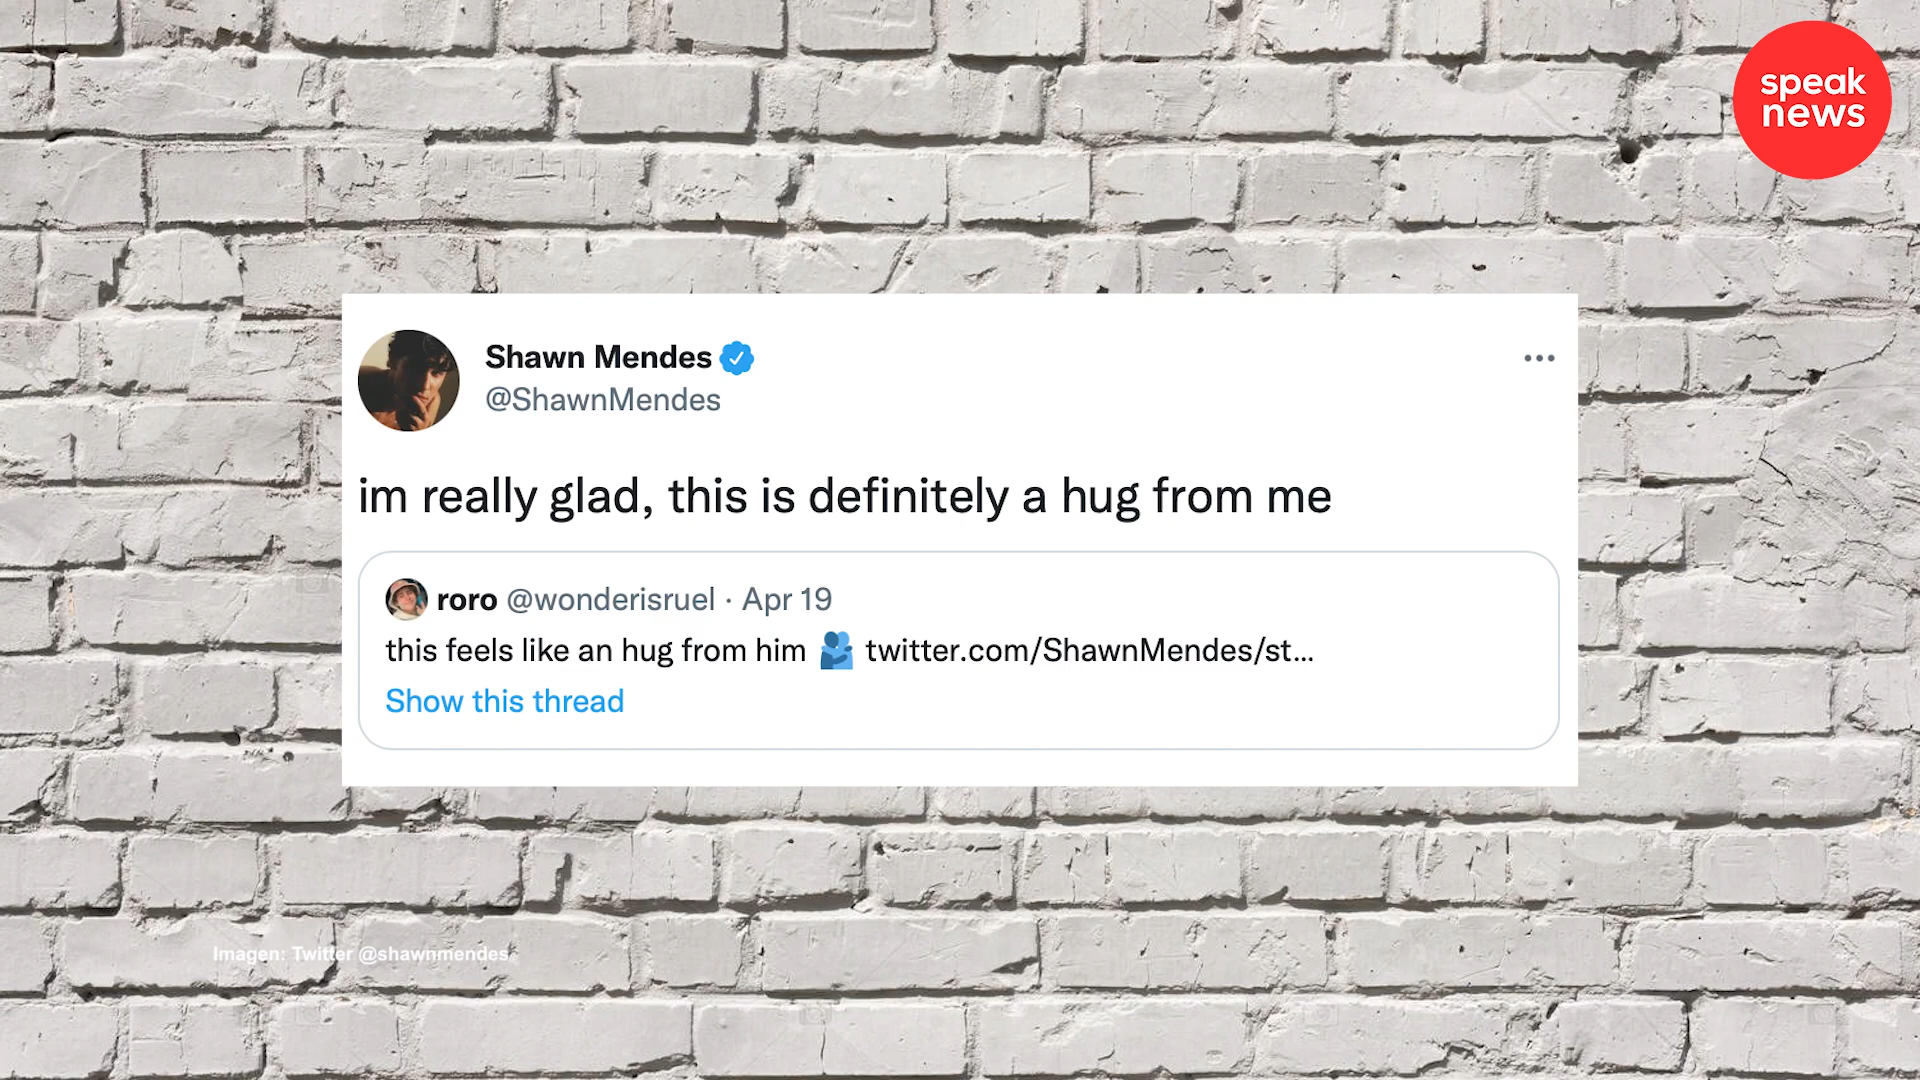 speak
news
Shawn Mendes
@ShawnMendes
im really glad, this is definitely a hug from me
roro @wonderisruel · Apr 19
this feels like an hug from him 🫂 twitter.com/ShawnMendes/st...
Show this thread
Imagen: Twitter @shawnmendes